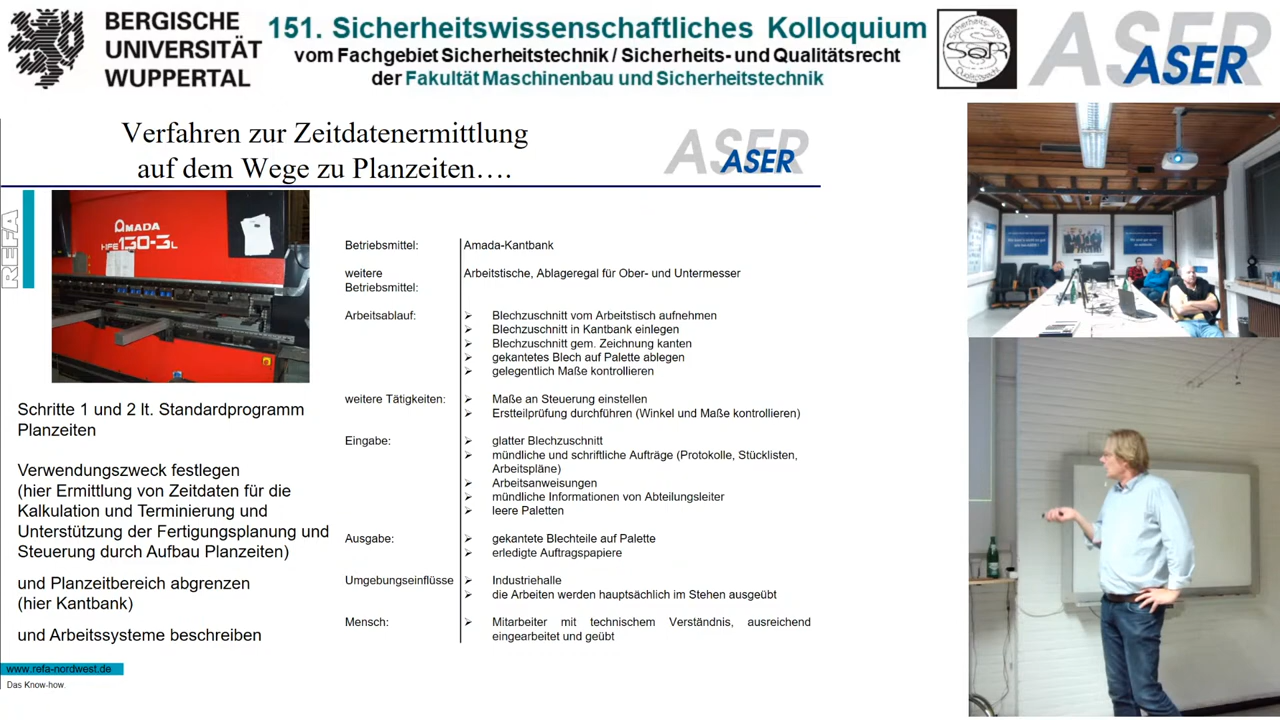 BERGISCHE
UNIVERSITÄT
WUPPERTAL
151. Sicherheitswissenschaftliches Kolloquium
vom Fachgebiet Sicherheitstechnik / Sicherheits- und Qualitätsrecht
der Fakultät Maschinenbau und Sicherheitstechnik
Sicherheits- und
SQR
Qualitätsrecht
ASER
ASER
Verfahren zur Zeitdatenermittlung
auf dem Wege zu Planzeiten….
ASER
ASER
REFA
AMADA
HFE 130-3L
Schritte 1 und 2 lt. Standardprogramm
Planzeiten
Verwendungszweck festlegen
(hier Ermittlung von Zeitdaten für die
Kalkulation und Terminierung und
Unterstützung der Fertigungsplanung und
Steuerung durch Aufbau Planzeiten)
und Planzeitbereich abgrenzen
(hier Kantbank)
und Arbeitssysteme beschreiben
www.refa-nordwest.de
Das Know-how.
Betriebsmittel: Amada-Kantbank
weitere Arbeitstische, Ablageregal für Ober- und Untermesser
Betriebsmittel:
Arbeitsablauf: ➢ Blechzuschnitt vom Arbeitstisch aufnehmen
➢ Blechzuschnitt in Kantbank einlegen
➢ Blechzuschnitt gem. Zeichnung kanten
➢ gekantetes Blech auf Palette ablegen
➢ gelegentlich Maße kontrollieren
weitere Tätigkeiten: ➢ Maße an Steuerung einstellen
➢ Erstteilprüfung durchführen (Winkel und Maße kontrollieren)
Eingabe: ➢ glatter Blechzuschnitt
➢ mündliche und schriftliche Aufträge (Protokolle, Stücklisten,
Arbeitspläne)
➢ Arbeitsanweisungen
➢ mündliche Informationen von Abteilungsleiter
➢ leere Paletten
Ausgabe: ➢ gekantete Blechteile auf Palette
➢ erledigte Auftragspapiere
Umgebungseinflüsse ➢ Industriehalle
➢ die Arbeiten werden hauptsächlich im Stehen ausgeübt
Mensch: ➢ Mitarbeiter mit technischem Verständnis, ausreichend
eingearbeitet und geübt